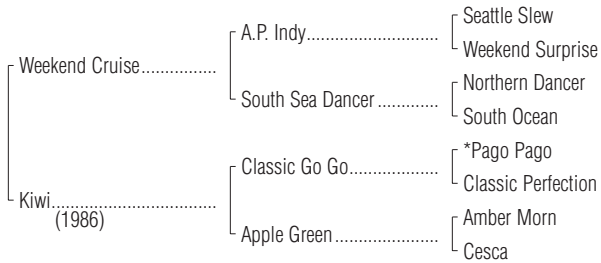 Seattle Slew
A.P. Indy
Weekend Surprise
Weekend Cruise
Northern Dancer
South Sea Dancer
South Ocean
*Pago Pago
Classic Go Go
Classic Perfection
Kiwi
(1986)
Amber Morn
Apple Green
Cesca